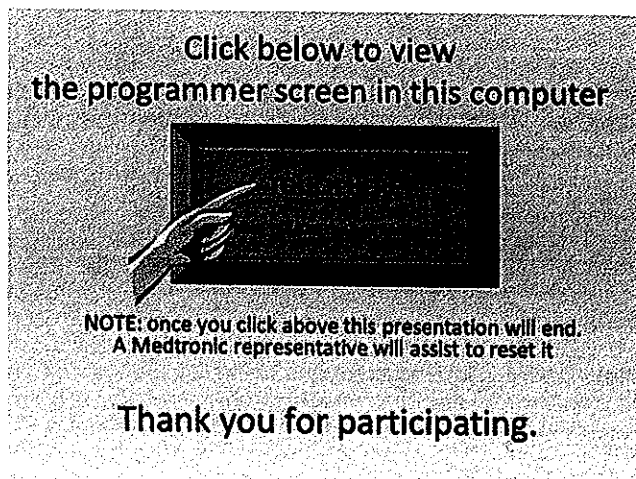 Click below to view
the programmer screen in this computer
NOTE: once you click above this presentation will end.
A Medtronic representative will assist to reset it
Thank you for participating.